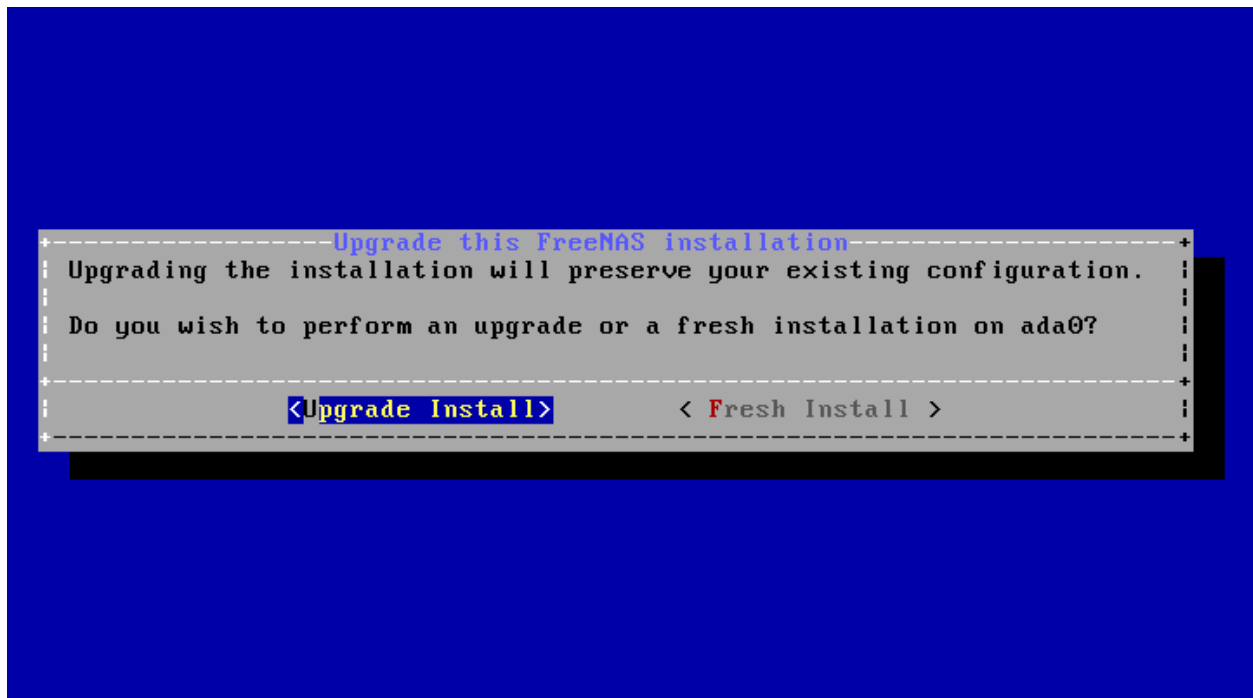 Upgrade this FreeNAS installation
Upgrading the installation will preserve your existing configuration.
Do you wish to perform an upgrade or a fresh installation on ada0?
<Upgrade Install> < Fresh Install >